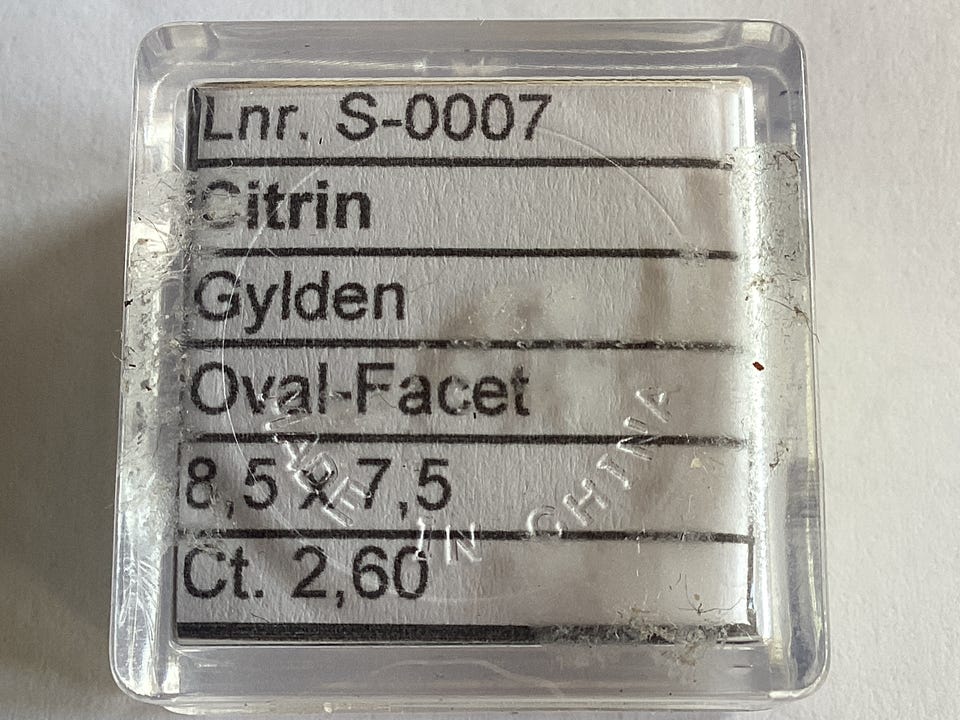 Lnr. S-0007
Citrin
Gylden
Oval-Facet
8,5 x 7,5
Ct. 2,60
MADE IN CHINA